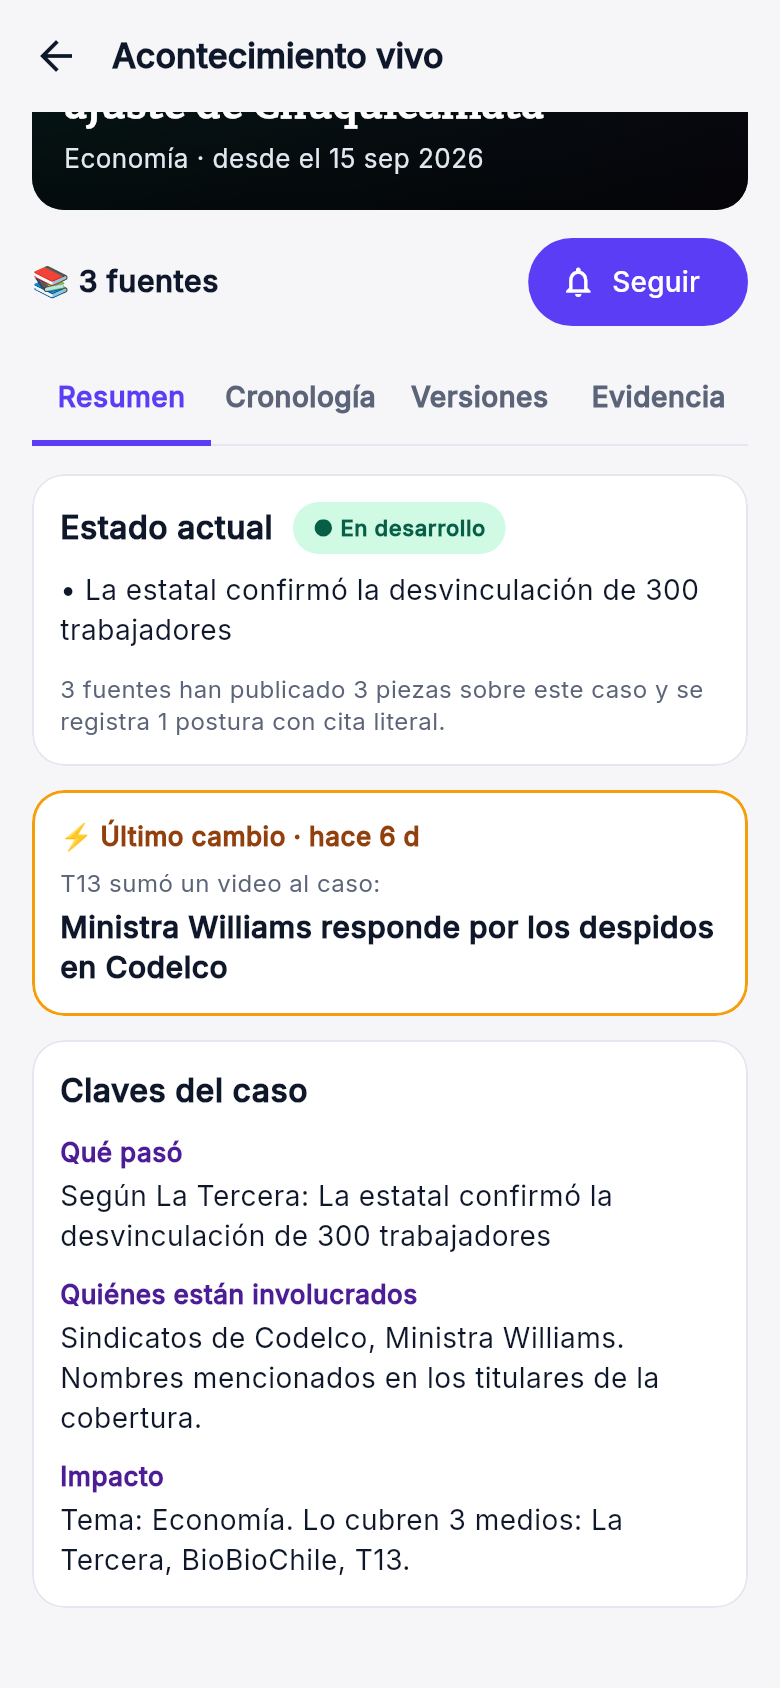 Acontecimiento vivo
ajuste de Chuquicamata
Economía · desde el 15 sep 2026
📚 3 fuentes
Seguir
Resumen
Cronología
Versiones
Evidencia
Estado actual
● En desarrollo
• La estatal confirmó la desvinculación de 300
trabajadores
3 fuentes han publicado 3 piezas sobre este caso y se
registra 1 postura con cita literal.
⚡ Último cambio · hace 6 d
T13 sumó un video al caso:
Ministra Williams responde por los despidos
en Codelco
Claves del caso
Qué pasó
Según La Tercera: La estatal confirmó la
desvinculación de 300 trabajadores
Quiénes están involucrados
Sindicatos de Codelco, Ministra Williams.
Nombres mencionados en los titulares de la
cobertura.
Impacto
Tema: Economía. Lo cubren 3 medios: La
Tercera, BioBioChile, T13.